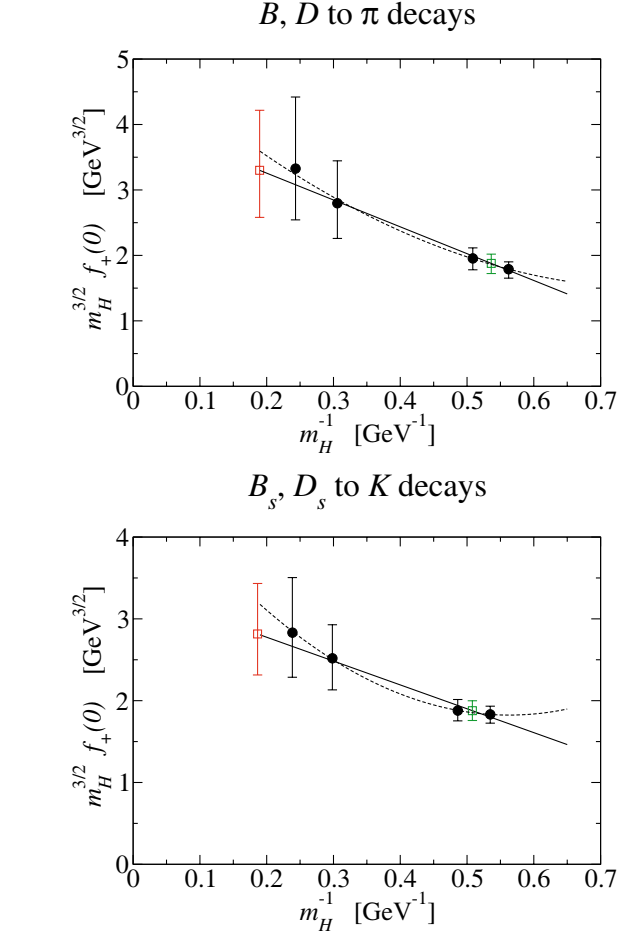 B, D to π decays
5
4
3
2
1
0
m_H^{3/2} f_+(0) [GeV^{3/2}]
0 0.1 0.2 0.3 0.4 0.5 0.6 0.7
m_H^{-1} [GeV^{-1}]
B_s, D_s to K decays
4
3
2
1
0
m_H^{3/2} f_+(0) [GeV^{3/2}]
0 0.1 0.2 0.3 0.4 0.5 0.6 0.7
m_H^{-1} [GeV^{-1}]